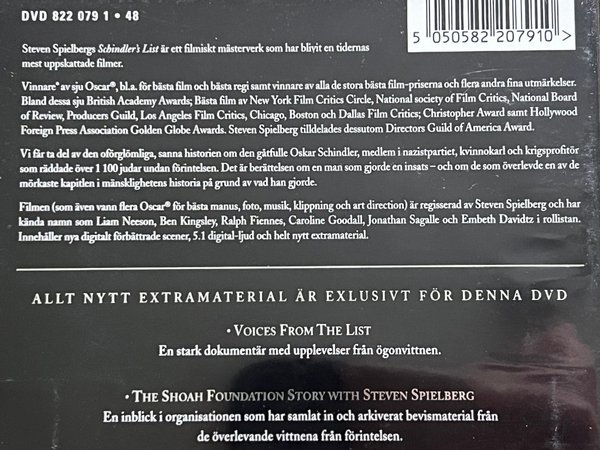 DVD 822 079 1 • 48
5 050582 207910 >
Steven Spielbergs Schindler's List är ett filmiskt mästerverk som har blivit en tidernas
mest uppskattade filmer.
Vinnare* av sju Oscar®, bl.a. för bästa film och bästa regi samt vinnare av alla de stora bästa film-priserna och flera andra fina utmärkelser.
Bland dessa sju British Academy Awards; Bästa film av New York Film Critics Circle, National society of Film Critics, National Board
of Review, Producers Guild, Los Angeles Film Critics, Chicago, Boston och Dallas Film Critics; Christopher Award samt Hollywood
Foreign Press Association Golden Globe Awards. Steven Spielberg tilldelades dessutom Directors Guild of America Award.
Vi får ta del av den oförglömliga, sanna historien om den gåtfulle Oskar Schindler, medlem i nazistpartiet, kvinnokarl och krigsprofitör
som räddade över 1 100 judar undan förintelsen. Det är berättelsen om en man som gjorde en insats – och om de som överlevde en av de
mörkaste kapitlen i mänsklighetens historia på grund av vad han gjorde.
Filmen (som även vann flera Oscar® för bästa manus, foto, musik, klippning och art direction) är regisserad av Steven Spielberg och har
kända namn som Liam Neeson, Ben Kingsley, Ralph Fiennes, Caroline Goodall, Jonathan Sagalle och Embeth Davidtz i rollistan.
Innehåller nya digitalt förbättrade scener, 5.1 digital-ljud och helt nytt extramaterial.
ALLT NYTT EXTRAMATERIAL ÄR EXLUSIVT FÖR DENNA DVD
• VOICES FROM THE LIST
En stark dokumentär med upplevelser från ögonvittnen.
• THE SHOAH FOUNDATION STORY WITH STEVEN SPIELBERG
En inblick i organisationen som har samlat in och arkiverat bevismaterial från
de överlevande vittnena från förintelsen.